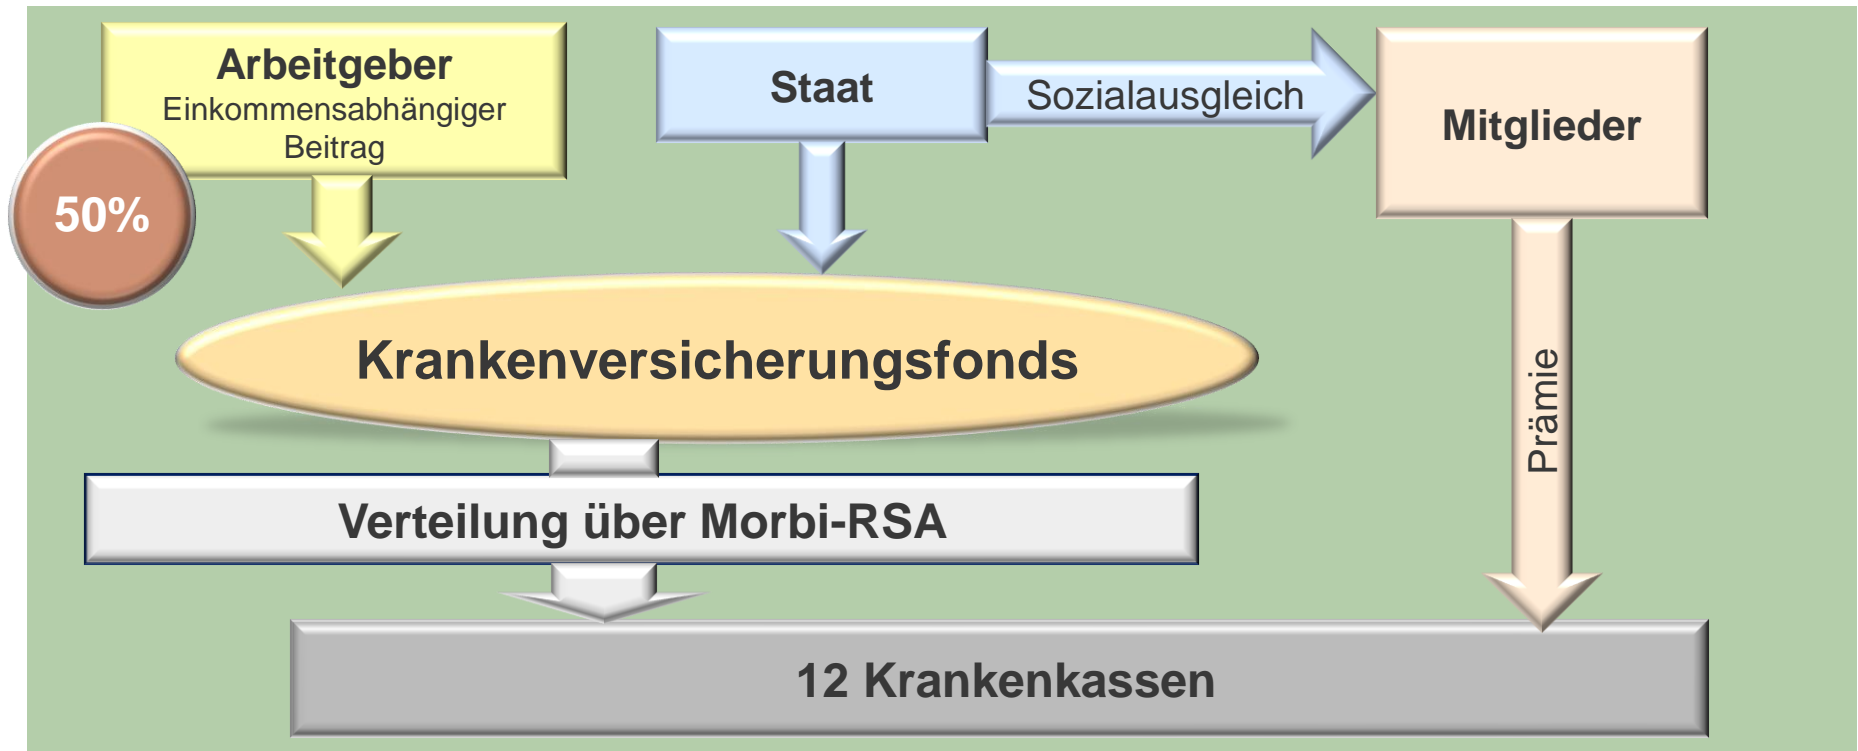 Arbeitgeber
Einkommensabhängiger
Beitrag
50%
Staat
Sozialausgleich
Mitglieder
Krankenversicherungsfonds
Prämie
Verteilung über Morbi-RSA
12 Krankenkassen